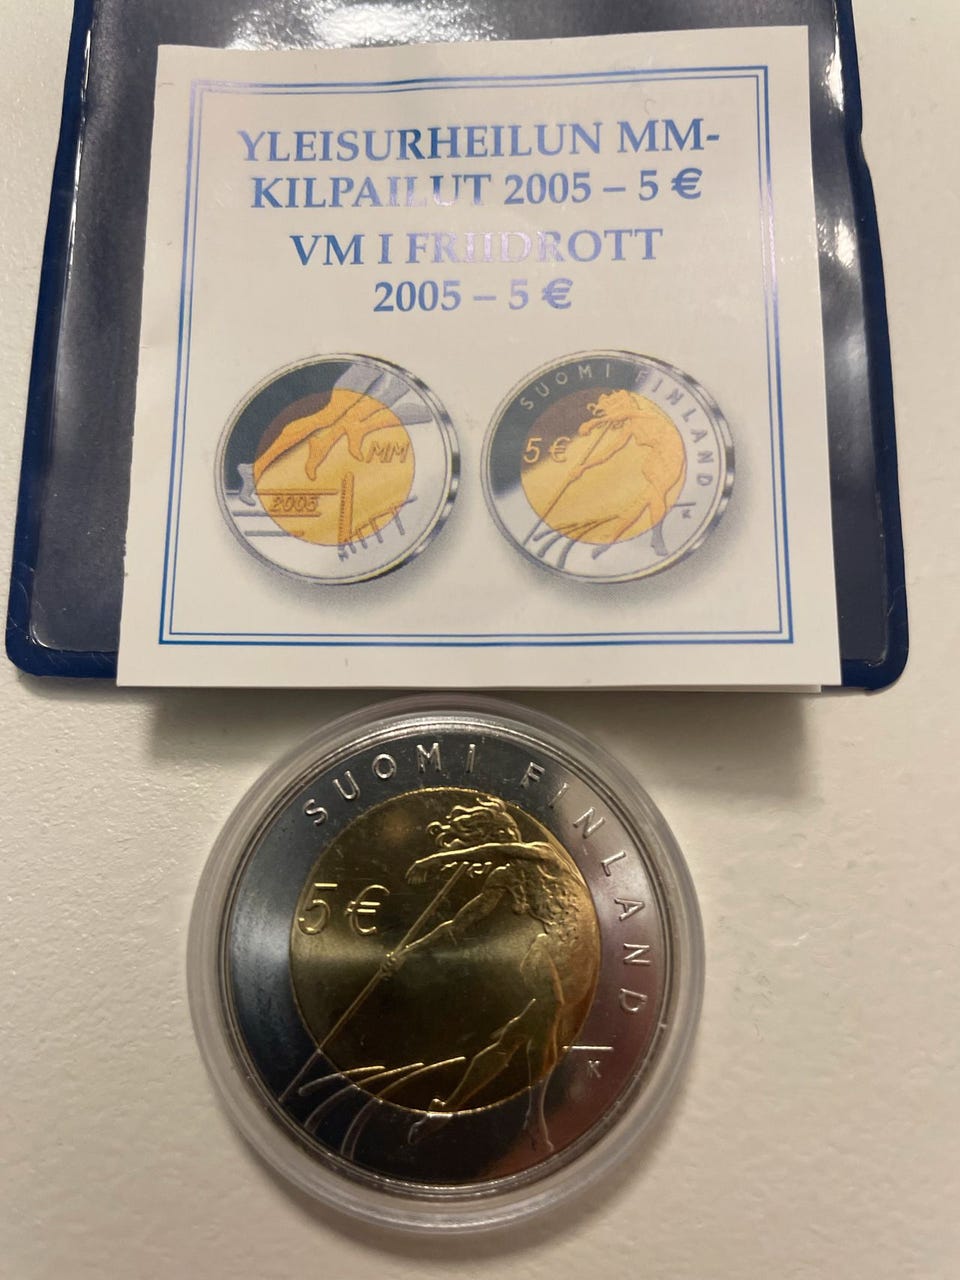 YLEISURHEILUN MM-
KILPAILUT 2005 – 5 €
VM I FRIIDROTT
2005 – 5 €
MM
2005
SUOMI FINLAND
5 €
K
SUOMI FINLAND
5 €
K